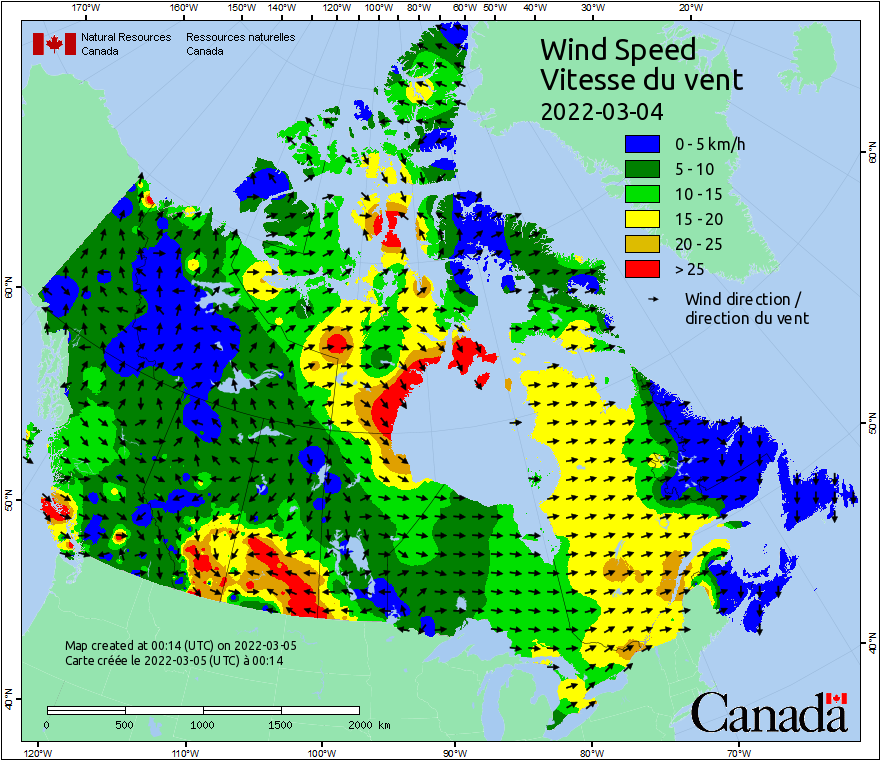 170°W 160°W 150°W 140°W 130°W 120°W 110°W 100°W 90°W 80°W 70°W 60°W 50°W 40°W 30°W 20°W
Natural Resources Canada
Ressources naturelles Canada
Wind Speed
Vitesse du vent
2022-03-04
0 - 5 km/h
5 - 10
10 - 15
15 - 20
20 - 25
> 25
Wind direction /
direction du vent
60°N
50°N
40°N
60°N
50°N
40°N
Map created at 00:14 (UTC) on 2022-03-05
Carte créée le 2022-03-05 (UTC) à 00:14
0 500 1000 1500 2000 km
Canada
120°W 110°W 100°W 90°W 80°W 70°W